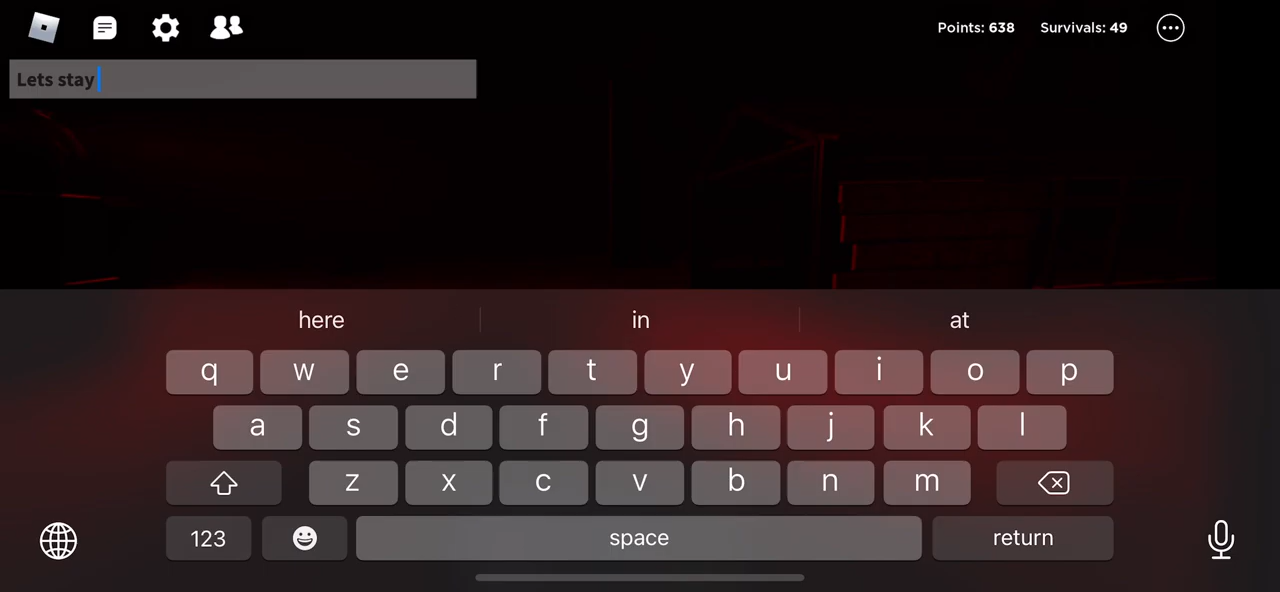 Points: 638 Survivals: 49
Lets stay
here in at
q w e r t y u i o p
a s d f g h j k l
z x c v b n m
123 space return